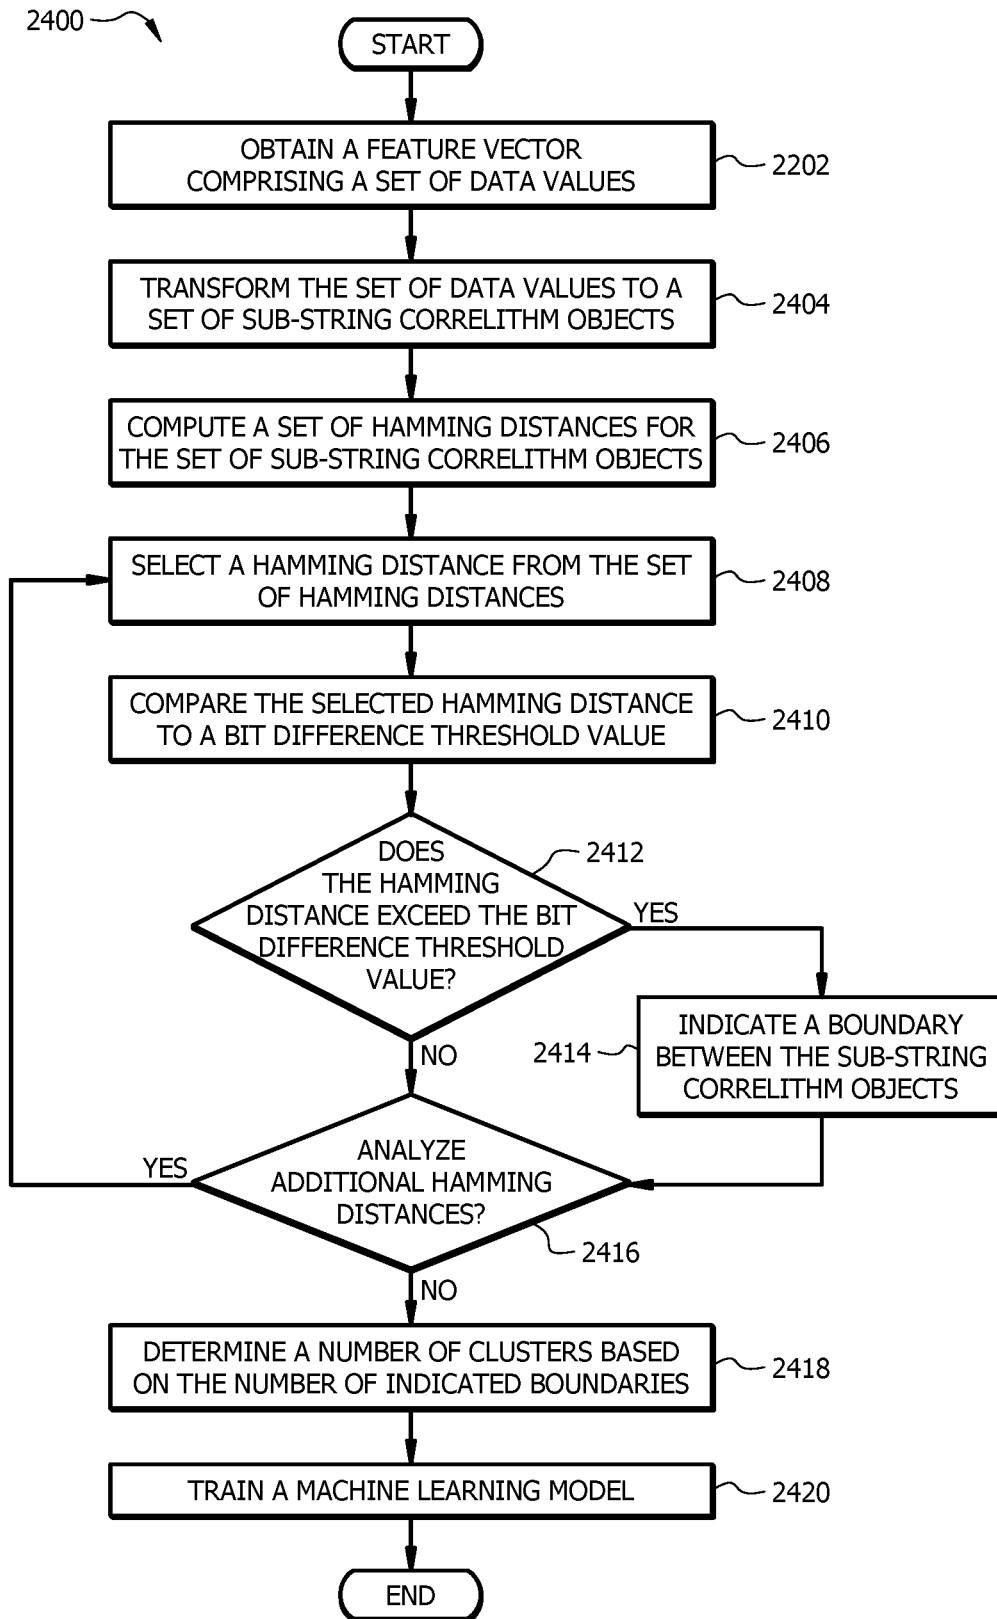 2400
START
OBTAIN A FEATURE VECTOR
COMPRISING A SET OF DATA VALUES
2202
TRANSFORM THE SET OF DATA VALUES TO A
SET OF SUB-STRING CORRELITHM OBJECTS
2404
COMPUTE A SET OF HAMMING DISTANCES FOR
THE SET OF SUB-STRING CORRELITHM OBJECTS
2406
SELECT A HAMMING DISTANCE FROM THE SET
OF HAMMING DISTANCES
2408
COMPARE THE SELECTED HAMMING DISTANCE
TO A BIT DIFFERENCE THRESHOLD VALUE
2410
DOES
THE HAMMING
DISTANCE EXCEED THE BIT
DIFFERENCE THRESHOLD
VALUE?
2412
YES
NO
INDICATE A BOUNDARY
BETWEEN THE SUB-STRING
CORRELITHM OBJECTS
2414
ANALYZE
ADDITIONAL HAMMING
DISTANCES?
YES
2416
NO
DETERMINE A NUMBER OF CLUSTERS BASED
ON THE NUMBER OF INDICATED BOUNDARIES
2418
TRAIN A MACHINE LEARNING MODEL
2420
END